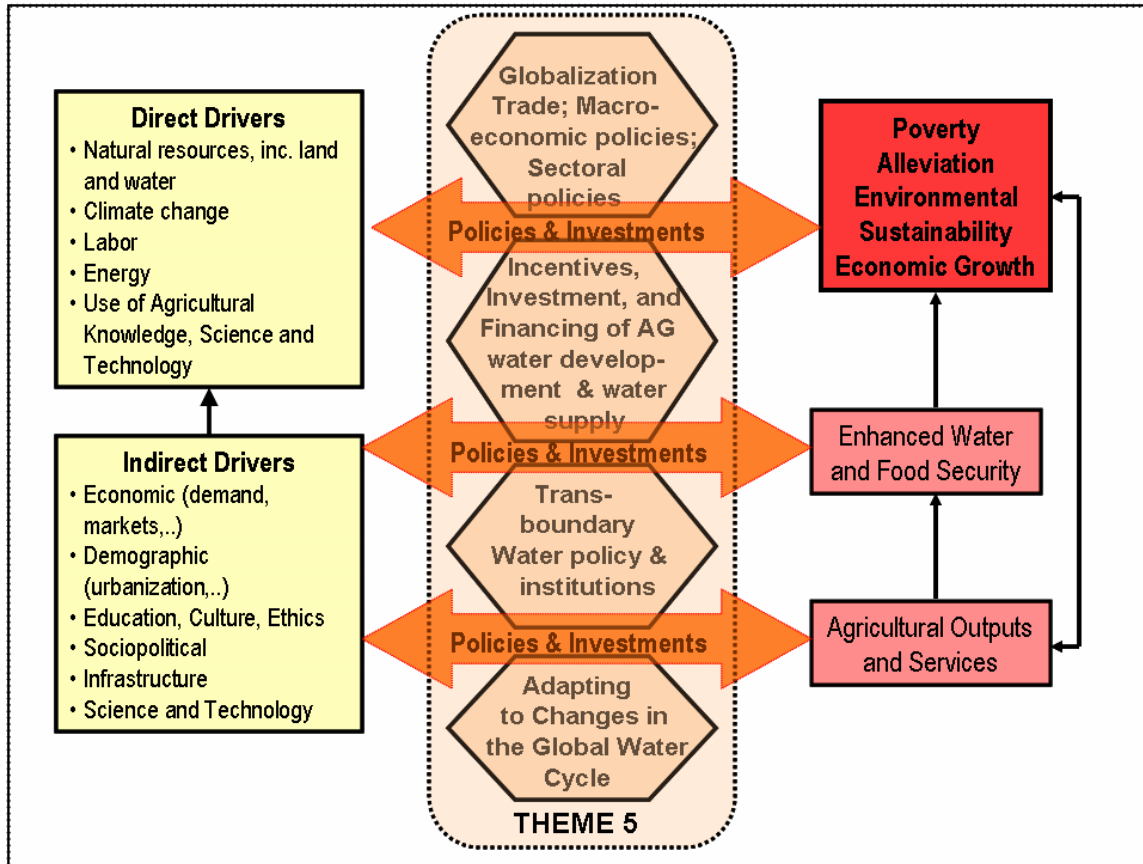 Direct Drivers
• Natural resources, inc. land
and water
• Climate change
• Labor
• Energy
• Use of Agricultural
Knowledge, Science and
Technology
Indirect Drivers
• Economic (demand,
markets,..)
• Demographic
(urbanization,..)
• Education, Culture, Ethics
• Sociopolitical
• Infrastructure
• Science and Technology
Globalization
Trade; Macro-
economic policies;
Sectoral
policies
Policies & Investments
Incentives,
Investment, and
Financing of AG
water develop-
ment & water
supply
Policies & Investments
Trans-
boundary
Water policy &
institutions
Policies & Investments
Adapting
to Changes in
the Global Water
Cycle
THEME 5
Poverty
Alleviation
Environmental
Sustainability
Economic Growth
Enhanced Water
and Food Security
Agricultural Outputs
and Services